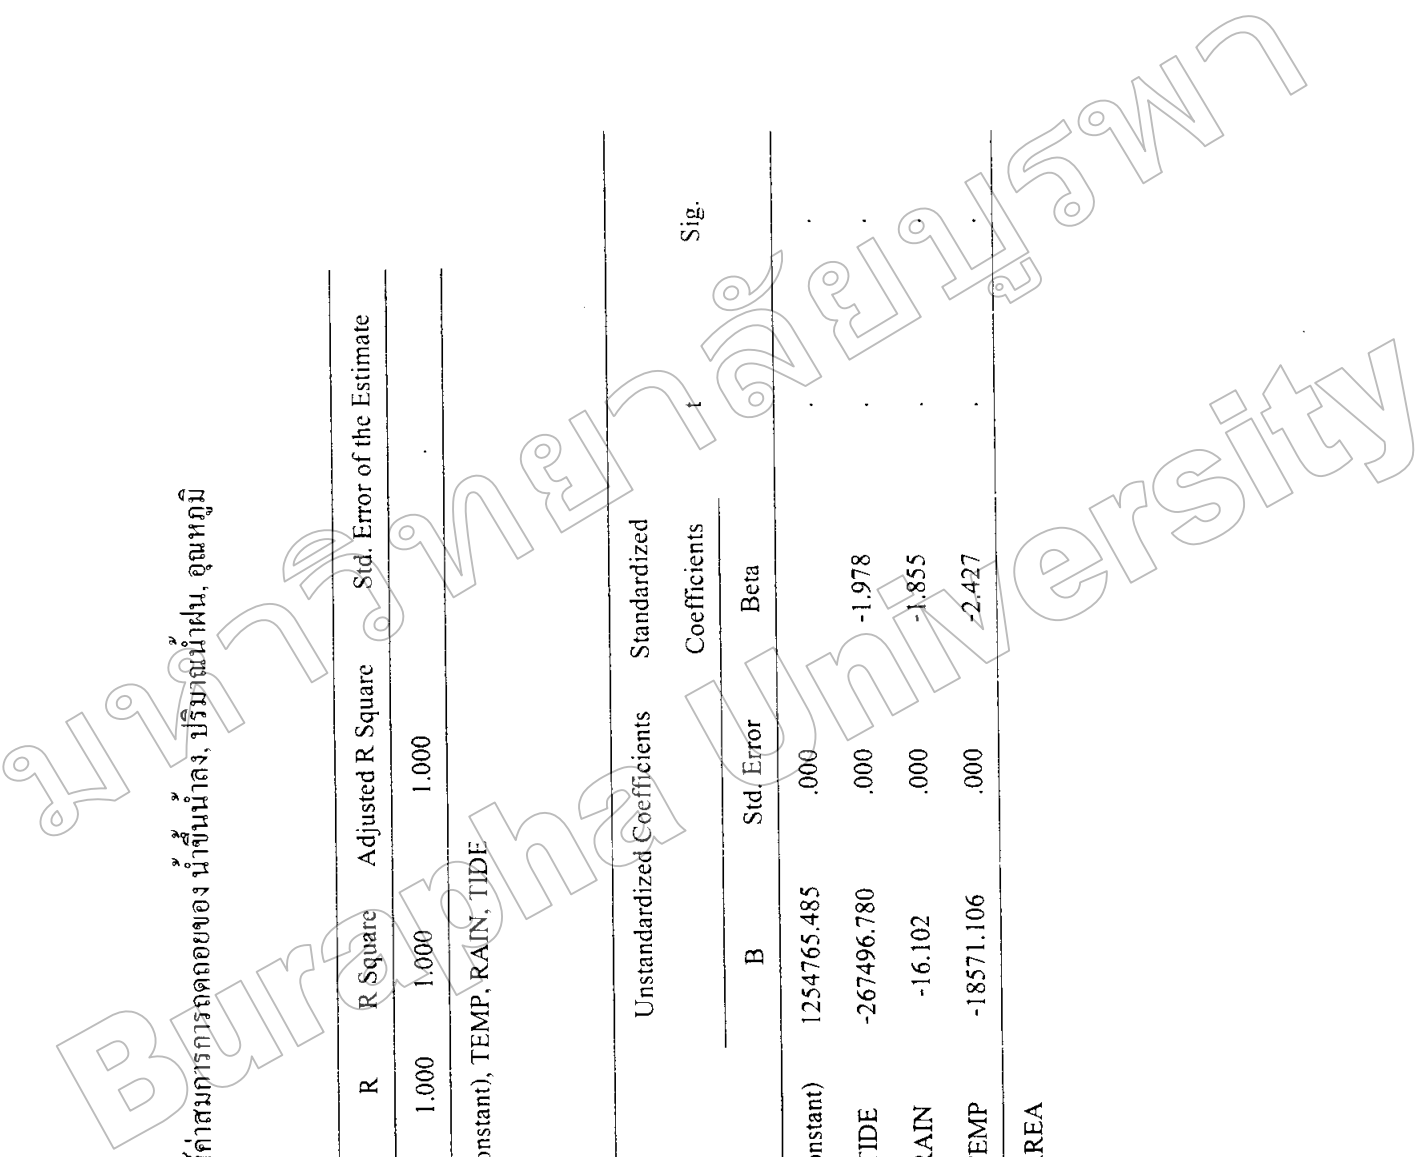 ค่าสมการการถดถอยของ น้ำขึ้นน้ำลง, ปริมาณน้ำฝน, อุณหภูมิ
R R Square Adjusted R Square Std. Error of the Estimate
1.000 1.000 1.000 .
onstant), TEMP, RAIN, TIDE
Unstandardized Coefficients Standardized
Coefficients t Sig.
B Std. Error Beta
onstant) 1254765.485 .000 . .
TIDE -267496.780 .000 -1.978 . .
RAIN -16.102 .000 -1.855 . .
TEMP -18571.106 .000 -2.427 . .
REA
มหาวิทยาลัยบูรพา
Burapha University